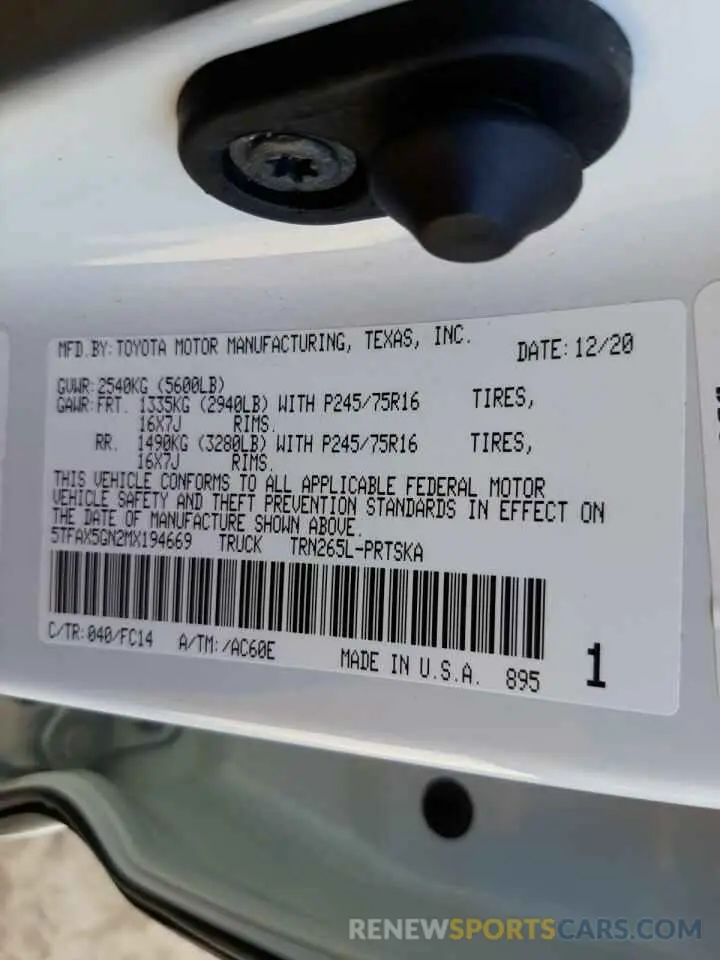 MFD. BY: TOYOTA MOTOR MANUFACTURING, TEXAS, INC. DATE: 12/20
GVWR: 2540KG (5600LB)
GAWR: FRT. 1335KG (2940LB) WITH P245/75R16 TIRES,
16X7J RIMS.
RR. 1490KG (3280LB) WITH P245/75R16 TIRES,
16X7J RIMS.
THIS VEHICLE CONFORMS TO ALL APPLICABLE FEDERAL MOTOR
VEHICLE SAFETY AND THEFT PREVENTION STANDARDS IN EFFECT ON
THE DATE OF MANUFACTURE SHOWN ABOVE.
5TFAX5GN2MX194669 TRUCK TRN265L-PRTSKA
C/TR: 040/FC14 A/TM: /AC60E MADE IN U.S.A. 895 1
RENEWSPORTSCARS.COM